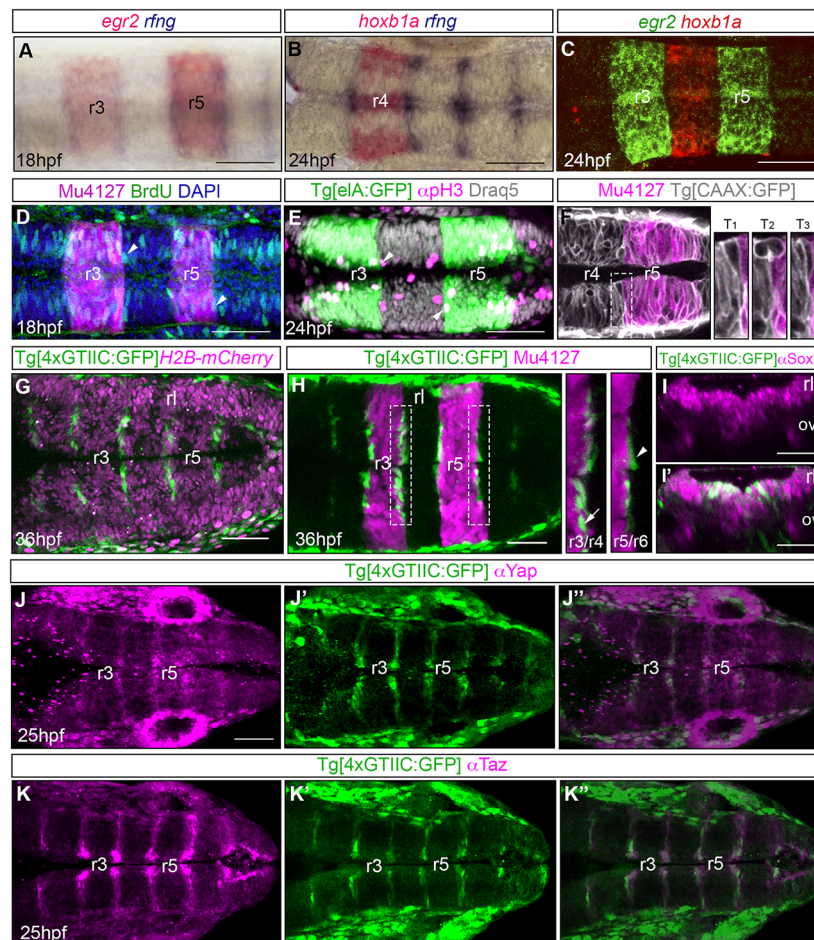 egr2 rfng
hoxb1a rfng
egr2 hoxb1a
A
r3
r5
18hpf
B
r4
24hpf
C
r3
r5
24hpf
Mu4127 BrdU DAPI
Tg[elA:GFP] αpH3 Draq5
Mu4127 Tg[CAAX:GFP]
D
r3
r5
18hpf
E
r3
r5
24hpf
F
r4
r5
T1
T2
T3
Tg[4xGTIIC:GFP]H2B-mCherry
Tg[4xGTIIC:GFP] Mu4127
Tg[4xGTIIC:GFP]αSox
G
rl
r3
r5
36hpf
H
rl
r3
r5
36hpf
r3/r4
r5/r6
I
rl
ov
I'
rl
ov
Tg[4xGTIIC:GFP] αYap
J
r3
r5
25hpf
J'
r3
r5
J''
r3
r5
Tg[4xGTIIC:GFP] αTaz
K
r3
r5
25hpf
K'
r3
r5
K''
r3
r5